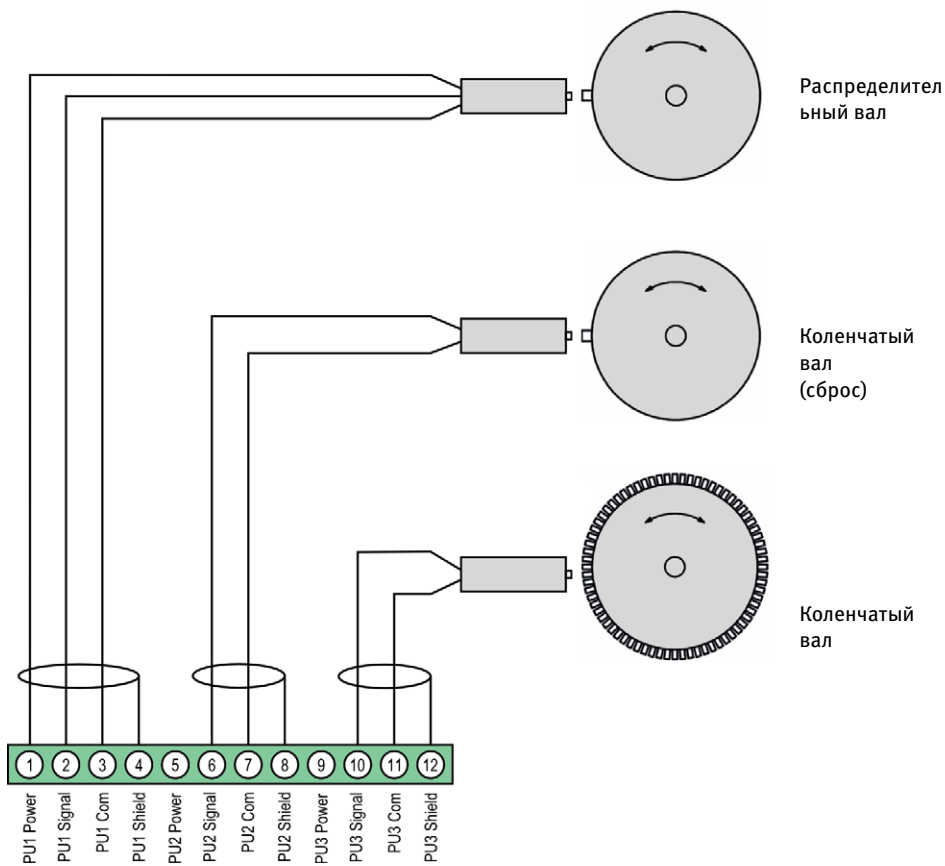 Распределител
ьный вал
Коленчатый
вал
(сброс)
Коленчатый
вал
1 2 3 4 5 6 7 8 9 10 11 12
PU1 Power
PU1 Signal
PU1 Com
PU1 Shield
PU2 Power
PU2 Signal
PU2 Com
PU2 Shield
PU3 Power
PU3 Signal
PU3 Com
PU3 Shield